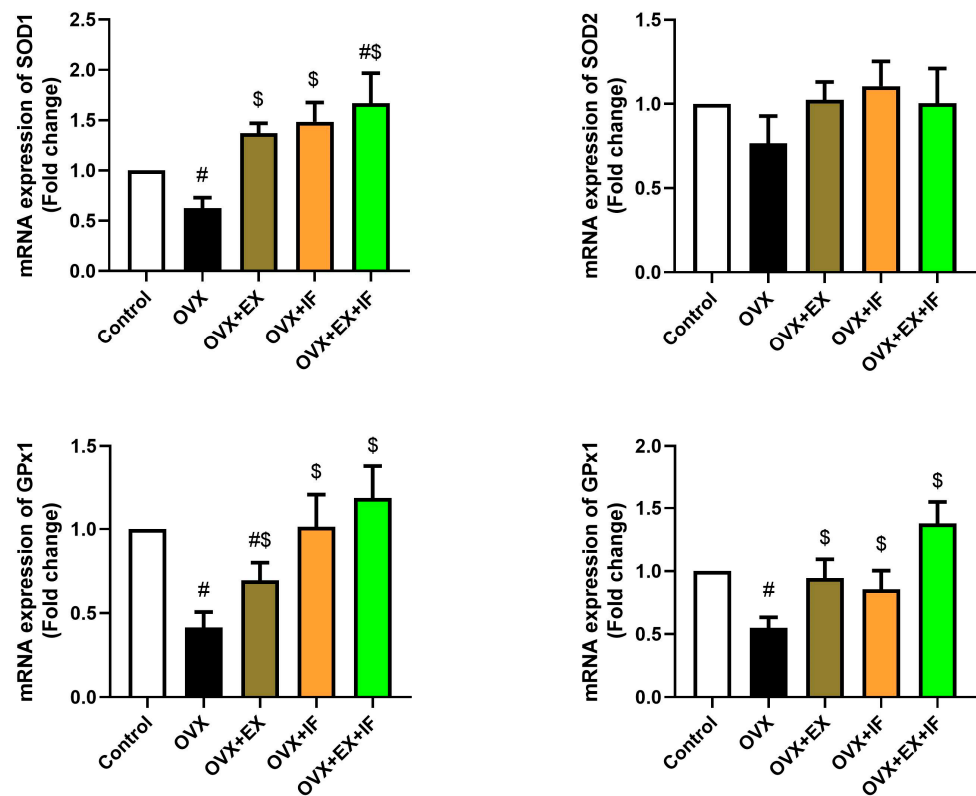 mRNA expression of SOD1
(Fold change)
2.5
2.0
1.5
1.0
0.5
0.0
#
$
$
#$
Control
OVX
OVX+EX
OVX+IF
OVX+EX+IF
mRNA expression of SOD2
(Fold change)
1.5
1.0
0.5
0.0
Control
OVX
OVX+EX
OVX+IF
OVX+EX+IF
mRNA expression of GPx1
(Fold change)
1.5
1.0
0.5
0.0
#
#$
$
$
Control
OVX
OVX+EX
OVX+IF
OVX+EX+IF
mRNA expression of GPx1
(Fold change)
2.0
1.5
1.0
0.5
0.0
#
$
$
$
Control
OVX
OVX+EX
OVX+IF
OVX+EX+IF